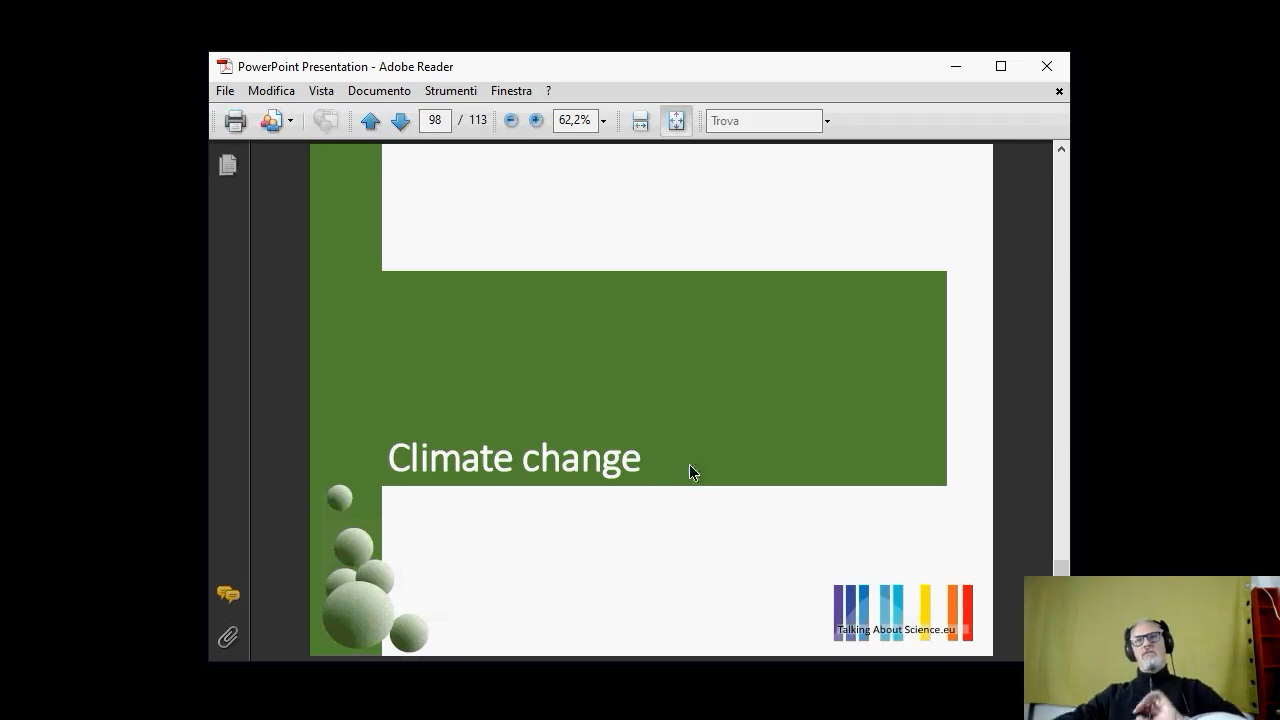 PowerPoint Presentation - Adobe Reader
File Modifica Vista Documento Strumenti Finestra ?
98 / 113 62,2% Trova
Climate change
Talking About Science.eu